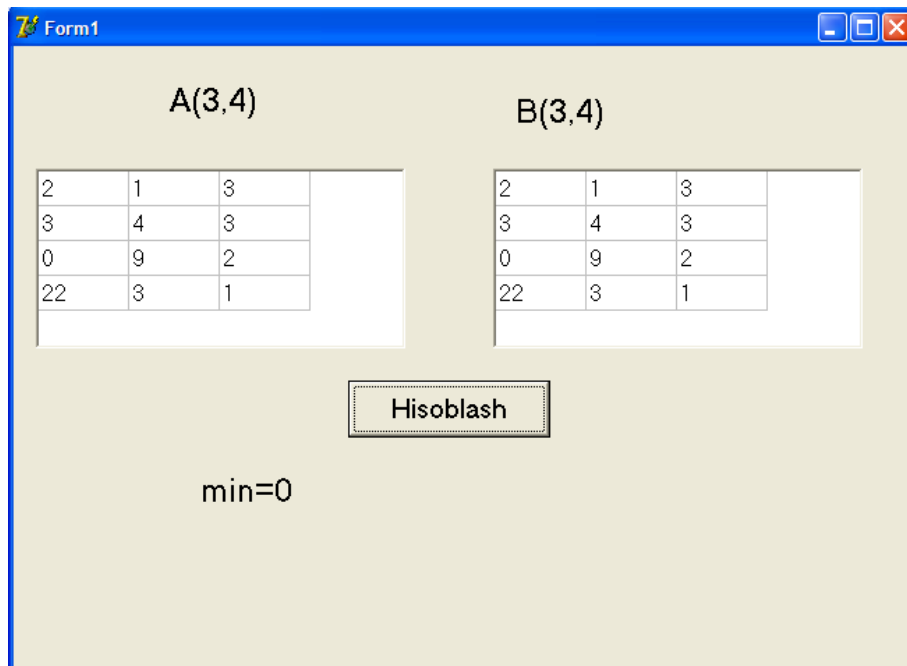 Form1
A(3,4) B(3,4)
2 1 3 2 1 3
3 4 3 3 4 3
0 9 2 0 9 2
22 3 1 22 3 1
Hisoblash
min=0